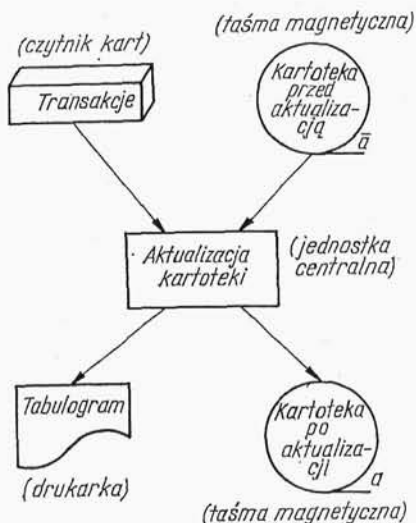 (czytnik kart)
Transakcje
(taśma magnetyczna)
Kartoteka
przed
aktualiza-
cją
ā
Aktualizacja
kartoteki
(jednostka
centralna)
Tabulogram
(drukarka)
Kartoteka
po
aktualiza-
cji
a
(taśma magnetyczna)